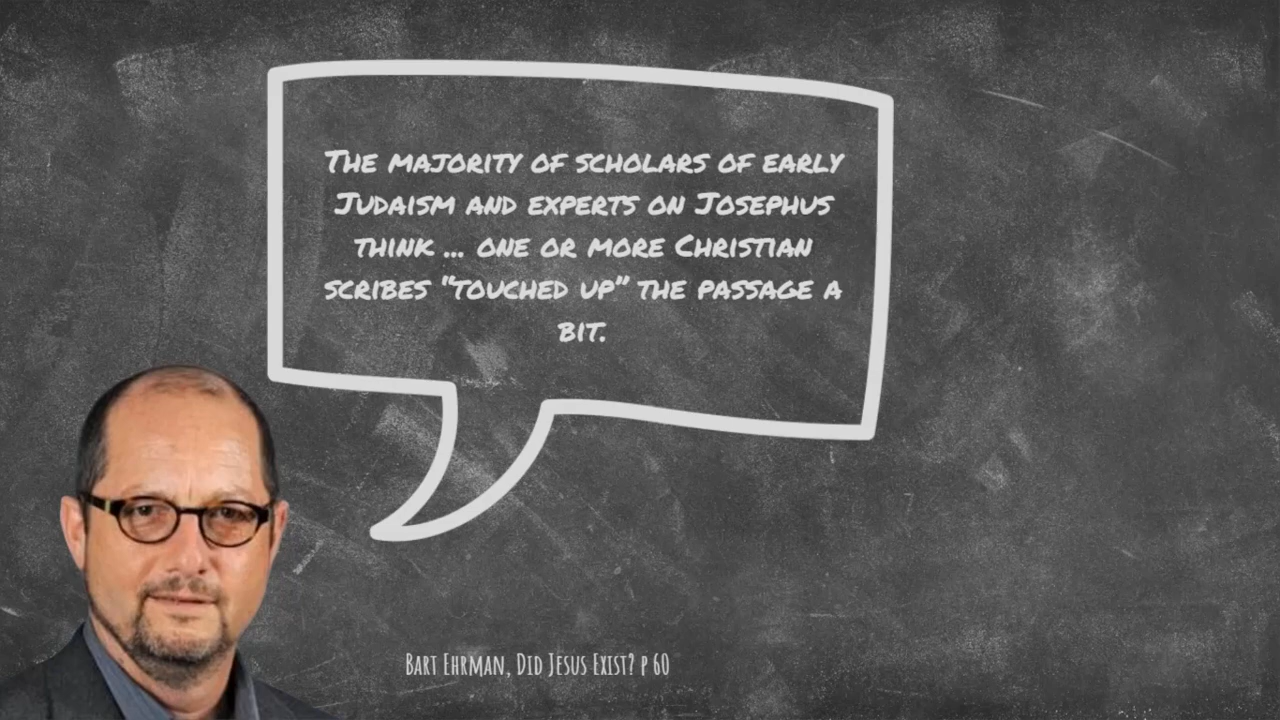 The majority of scholars of early
Judaism and experts on Josephus
think ... one or more Christian
scribes "touched up" the passage a
bit.
Bart Ehrman, Did Jesus Exist? p 60